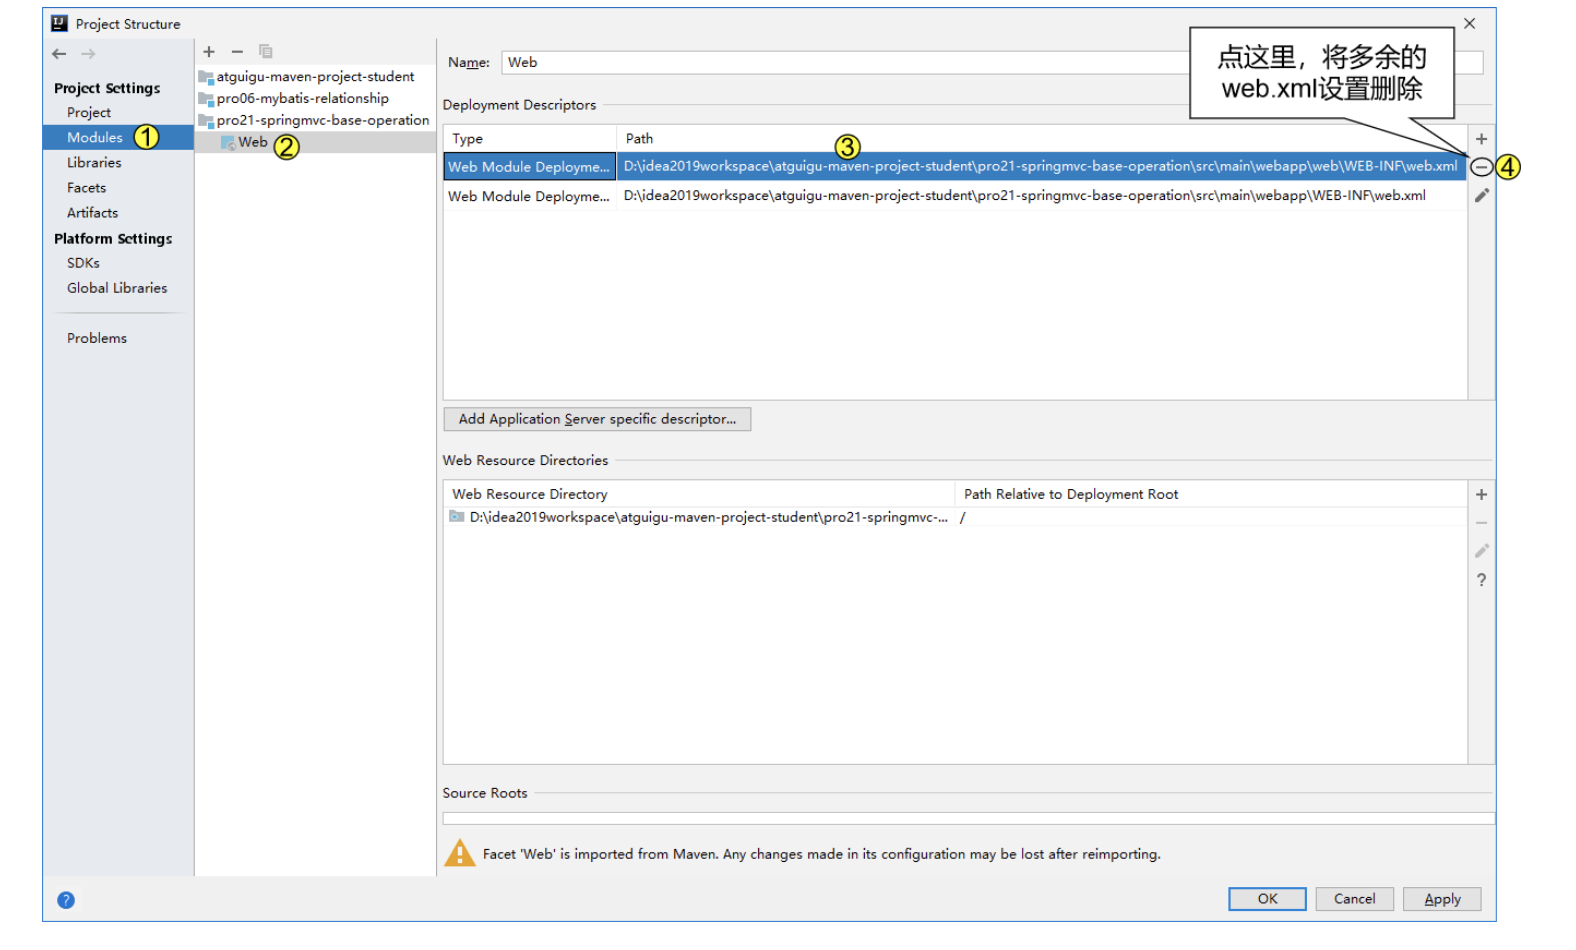 Project Structure
点这里，将多余的
web.xml设置删除
Project Settings
Project
Modules
1
Libraries
Facets
Artifacts
Platform Settings
SDKs
Global Libraries
Problems
atguigu-maven-project-student
pro06-mybatis-relationship
pro21-springmvc-base-operation
Web
2
Name: Web
Deployment Descriptors
Type Path
3
Web Module Deployme... D:\idea2019workspace\atguigu-maven-project-student\pro21-springmvc-base-operation\src\main\webapp\web\WEB-INF\web.xml
4
Web Module Deployme... D:\idea2019workspace\atguigu-maven-project-student\pro21-springmvc-base-operation\src\main\webapp\WEB-INF\web.xml
Add Application Server specific descriptor...
Web Resource Directories
Web Resource Directory Path Relative to Deployment Root
D:\idea2019workspace\atguigu-maven-project-student\pro21-springmvc-... /
Source Roots
Facet 'Web' is imported from Maven. Any changes made in its configuration may be lost after reimporting.
OK Cancel Apply